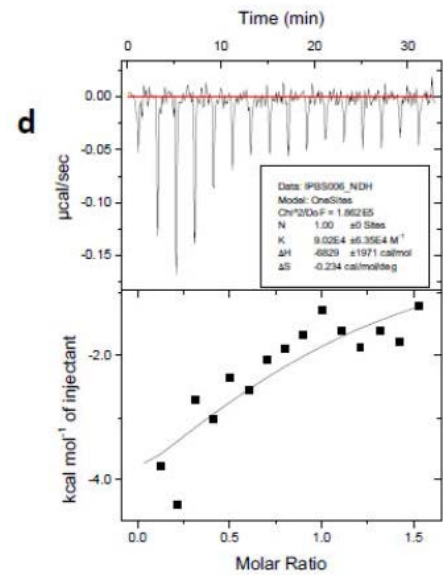 Time (min)
0 5 10 15 20 25 30
d
0.00
-0.05
-0.10
-0.15
µcal/sec
Data: IPBS006_NDH
Model: OneSites
Chi^2/DoF = 1.862E5
N 1.00 ±0 Sites
K 9.02E4 ±6.35E4 M⁻¹
ΔH -6829 ±1971 cal/mol
ΔS -0.234 cal/mol/deg
-2.0
-4.0
kcal mol⁻¹ of injectant
0.0 0.5 1.0 1.5
Molar Ratio